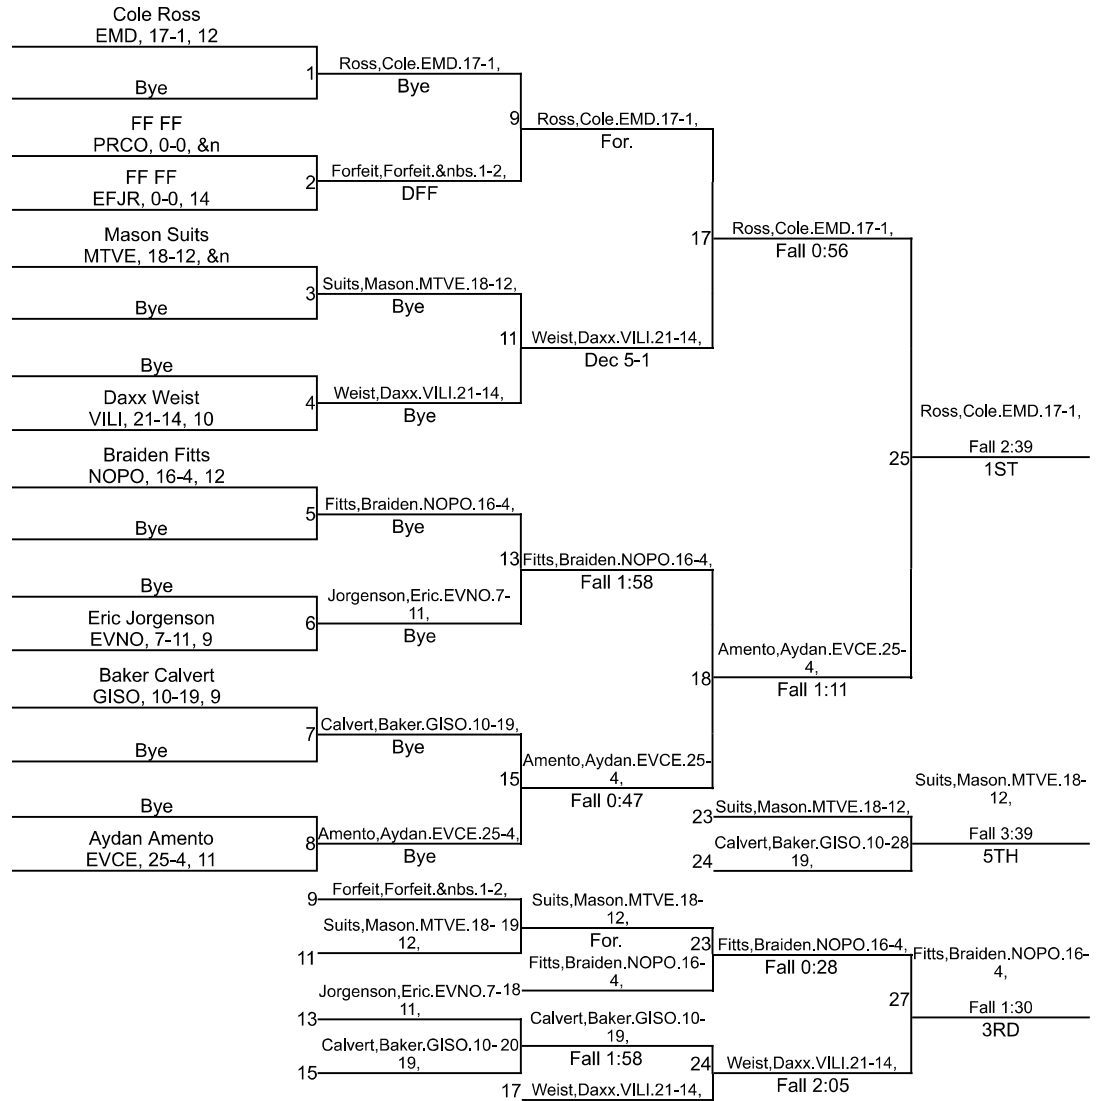 Cole Ross
EMD, 17-1, 12
1
Ross,Cole.EMD.17-1,
Bye
Bye
9
Ross,Cole.EMD.17-1,
For.
FF FF
PRCO, 0-0, &n
2
Forfeit,Forfeit.&nbs.1-2,
DFF
FF FF
EFJR, 0-0, 14
17
Ross,Cole.EMD.17-1,
Fall 0:56
Mason Suits
MTVE, 18-12, &n
3
Suits,Mason.MTVE.18-12,
Bye
Bye
11
Weist,Daxx.VILI.21-14,
Dec 5-1
Bye
4
Weist,Daxx.VILI.21-14,
Bye
Daxx Weist
VILI, 21-14, 10
25
Ross,Cole.EMD.17-1,
Fall 2:39
1ST
Braiden Fitts
NOPO, 16-4, 12
5
Fitts,Braiden.NOPO.16-4,
Bye
Bye
13
Fitts,Braiden.NOPO.16-4,
Fall 1:58
Bye
6
Jorgenson,Eric.EVNO.7-
11,
Bye
Eric Jorgenson
EVNO, 7-11, 9
18
Amento,Aydan.EVCE.25-
4,
Fall 1:11
Baker Calvert
GISO, 10-19, 9
7
Calvert,Baker.GISO.10-19,
Bye
Bye
15
Amento,Aydan.EVCE.25-
4,
Fall 0:47
Bye
8
Amento,Aydan.EVCE.25-4,
Bye
Aydan Amento
EVCE, 25-4, 11
23
Suits,Mason.MTVE.18-12,
24
Calvert,Baker.GISO.10-
19,
28
Suits,Mason.MTVE.18-
12,
Fall 3:39
5TH
9
Forfeit,Forfeit.&nbs.1-2,
11
Suits,Mason.MTVE.18-
12,
19
Suits,Mason.MTVE.18-
12,
For.
18
Fitts,Braiden.NOPO.16-
4,
23
Fitts,Braiden.NOPO.16-4,
Fall 0:28
13
Jorgenson,Eric.EVNO.7-
11,
15
Calvert,Baker.GISO.10-
19,
20
Calvert,Baker.GISO.10-
19,
Fall 1:58
17
Weist,Daxx.VILI.21-14,
24
Weist,Daxx.VILI.21-14,
Fall 2:05
27
Fitts,Braiden.NOPO.16-
4,
Fall 1:30
3RD